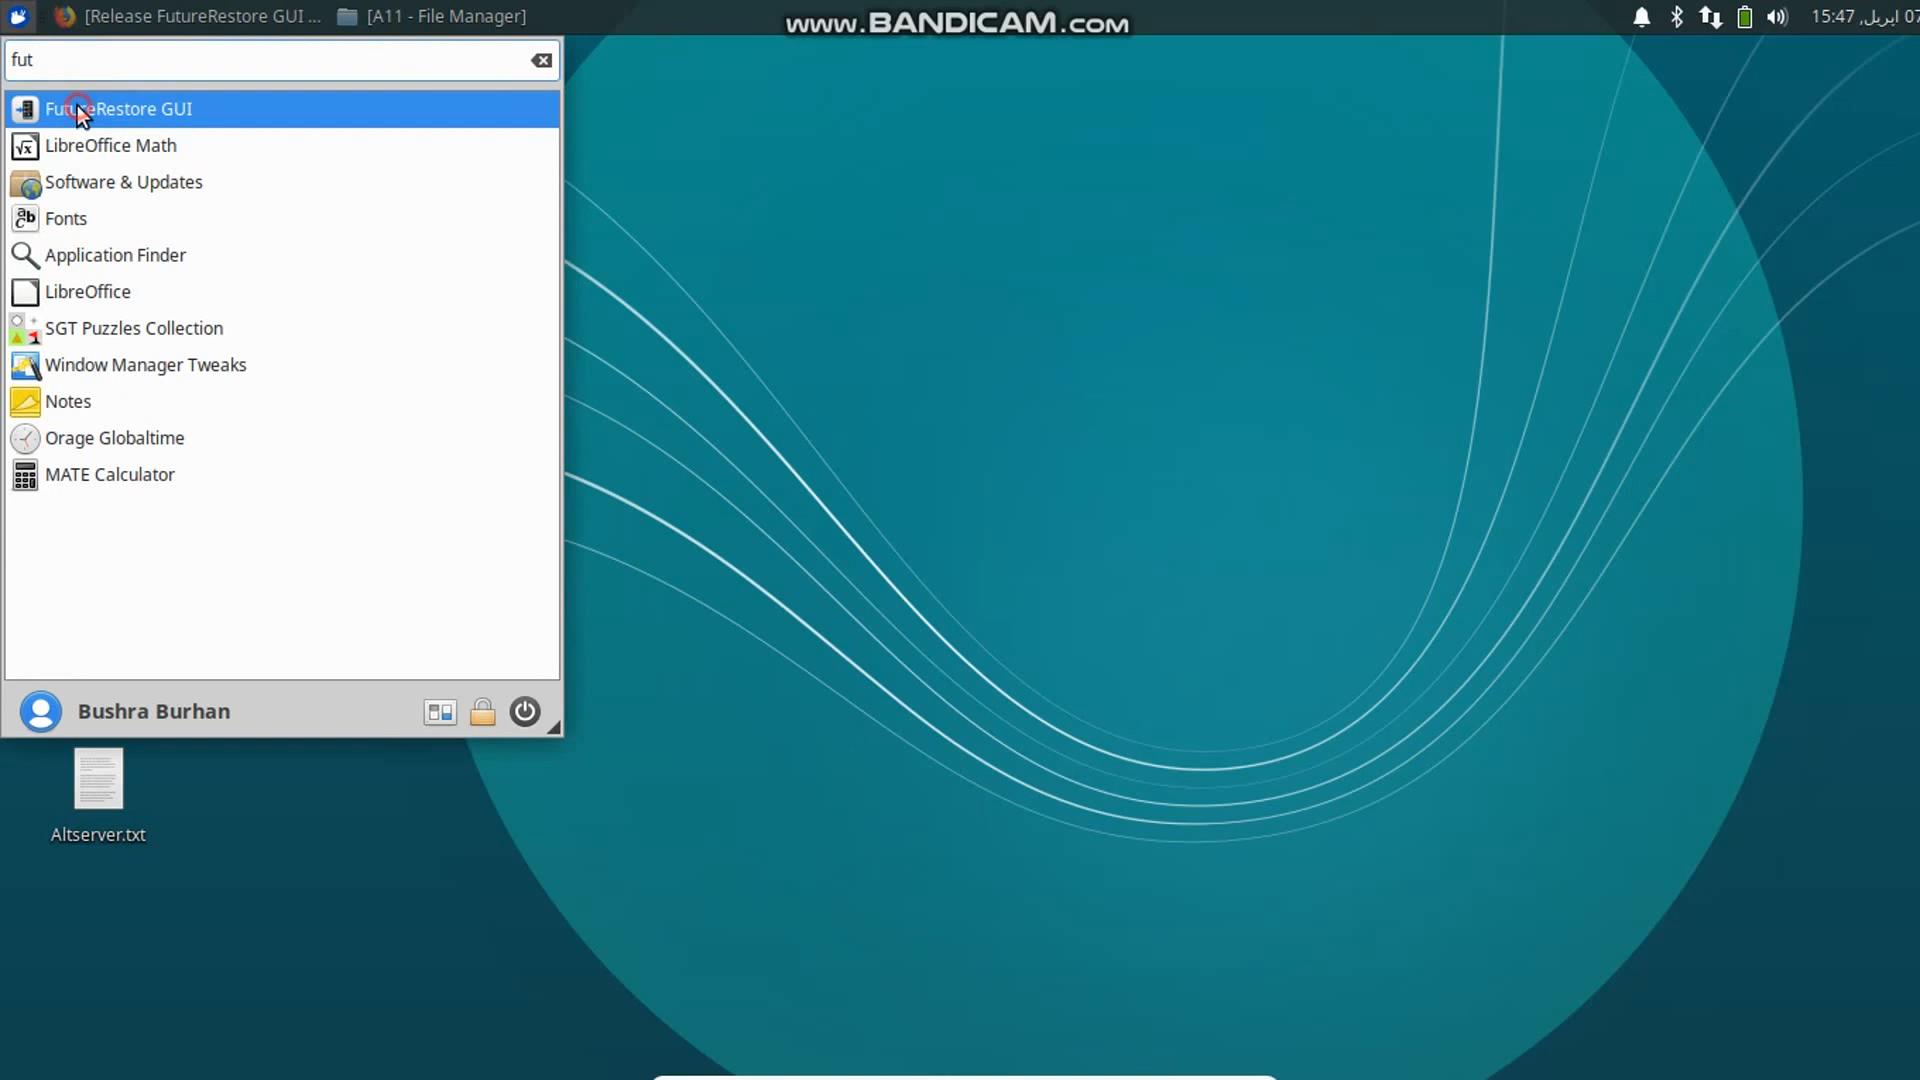 [Release FutureRestore GUI ... [A11 - File Manager] www.BANDICAM.com 15:47 ,07 اپریل
fut
FutureRestore GUI
LibreOffice Math
Software & Updates
Fonts
Application Finder
LibreOffice
SGT Puzzles Collection
Window Manager Tweaks
Notes
Orage Globaltime
MATE Calculator
Bushra Burhan
Altserver.txt